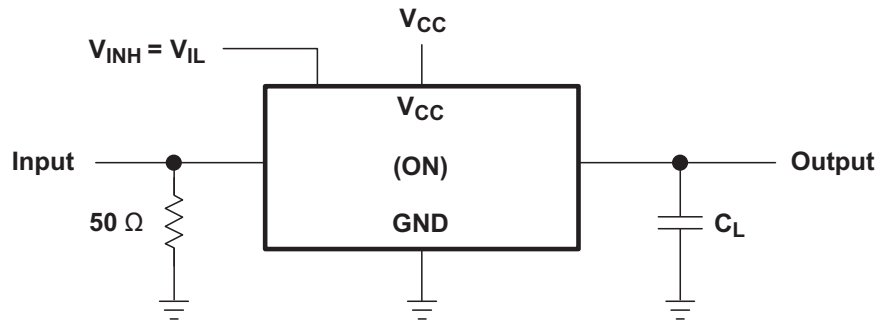 V_CC
V_INH = V_IL
V_CC
Input
(ON)
Output
50 Ω
GND
C_L